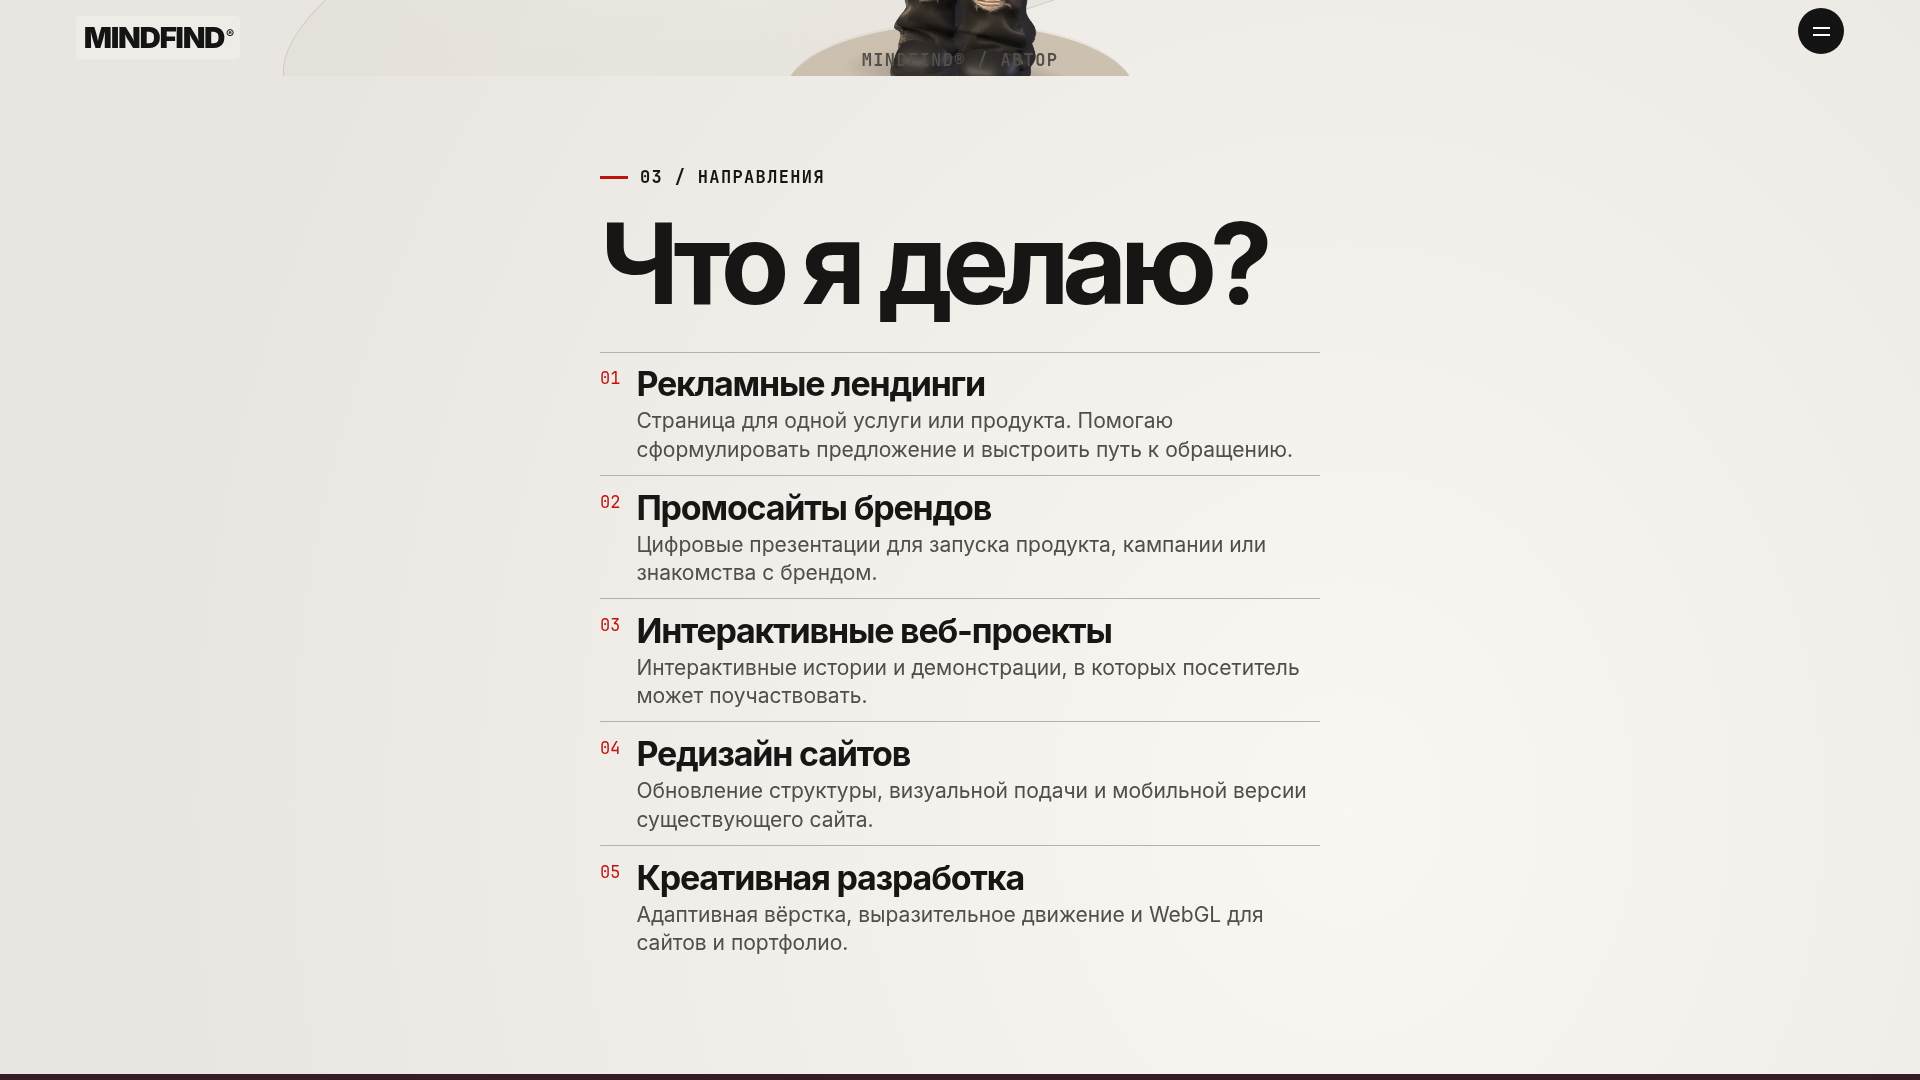 MINDFIND®
MINDFIND® / АВТОР
03 / НАПРАВЛЕНИЯ
Что я делаю?
01 Рекламные лендинги
Страница для одной услуги или продукта. Помогаю
сформулировать предложение и выстроить путь к обращению.
02 Промосайты брендов
Цифровые презентации для запуска продукта, кампании или
знакомства с брендом.
03 Интерактивные веб-проекты
Интерактивные истории и демонстрации, в которых посетитель
может поучаствовать.
04 Редизайн сайтов
Обновление структуры, визуальной подачи и мобильной версии
существующего сайта.
05 Креативная разработка
Адаптивная вёрстка, выразительное движение и WebGL для
сайтов и портфолио.